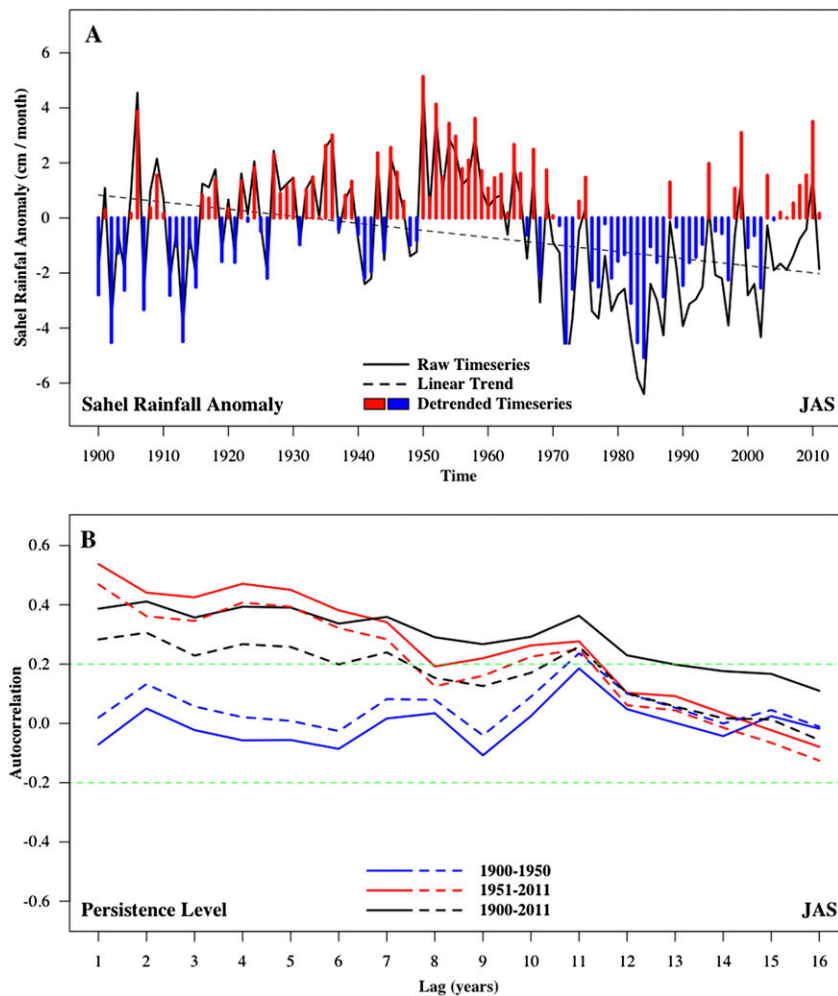 A
Sahel Rainfal Anomaly (cm / month)
6
4
2
0
-2
-4
-6
Raw Timeseries
Linear Trend
Detrended Timeseries
Sahel Rainfall Anomaly
JAS
1900 1910 1920 1930 1940 1950 1960 1970 1980 1990 2000 2010
Time
B
Autocorrelation
0.6
0.4
0.2
0.0
-0.2
-0.4
-0.6
1900-1950
1951-2011
1900-2011
Persistence Level
JAS
1 2 3 4 5 6 7 8 9 10 11 12 13 14 15 16
Lag (years)